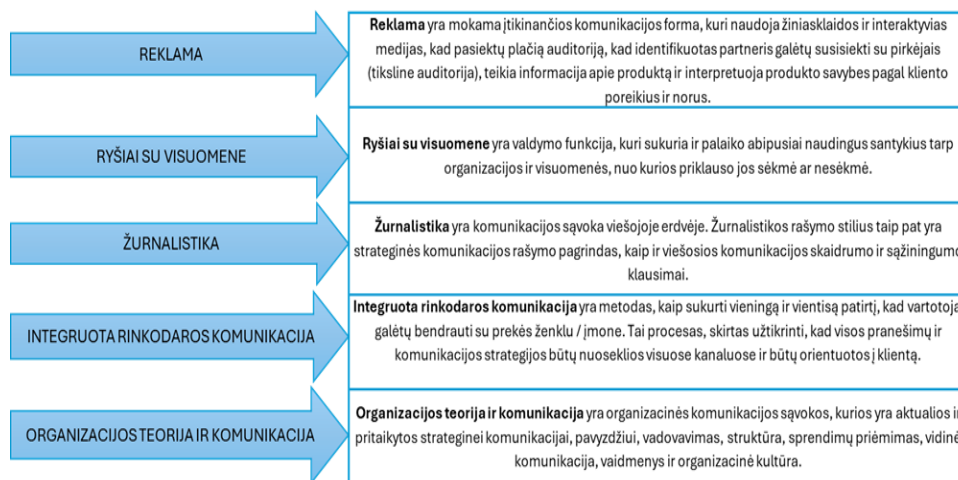 REKLAMA
Reklama yra mokama įtikinančios komunikacijos forma, kuri naudoja žiniasklaidos ir interaktyvias
medijas, kad pasiektų plačią auditoriją, kad identifikuotas partneris galėtų susisiekti su pirkėjais
(tiksline auditorija), teikia informacija apie produktą ir interpretuoja produkto savybes pagal kliento
poreikius ir norus.
RYŠIAI SU VISUOMENE
Ryšiai su visuomene yra valdymo funkcija, kuri sukuria ir palaiko abipusiai naudingus santykius tarp
organizacijos ir visuomenės, nuo kurios priklauso jos sėkmė ar nesėkmė.
ŽURNALISTIKA
Žurnalistika yra komunikacijos sąvoka viešojoje erdvėje. Žurnalistikos rašymo stilius taip pat yra
strateginės komunikacijos rašymo pagrindas, kaip ir viešosios komunikacijos skaidrumo ir sąžiningumo
klausimai.
INTEGRUOTA RINKODAROS KOMUNIKACIJA
Integruota rinkodaros komunikacija yra metodas, kaip sukurti vieningą ir vientisą patirtį, kad vartotoja
galėtų bendrauti su prekės ženklu / įmone. Tai procesas, skirtas užtikrinti, kad visos pranešimų ir
komunikacijos strategijos būtų nuoseklios visuose kanaluose ir būtų orientuotos į klientą.
ORGANIZACIJOS TEORIJA IR KOMUNIKACIJA
Organizacijos teorija ir komunikacija yra organizacinės komunikacijos sąvokos, kurios yra aktualios ir
pritaikytos strateginei komunikacijai, pavyzdžiui, vadovavimas, struktūra, sprendimų priėmimas, vidinė
komunikacija, vaidmenys ir organizacinė kultūra.